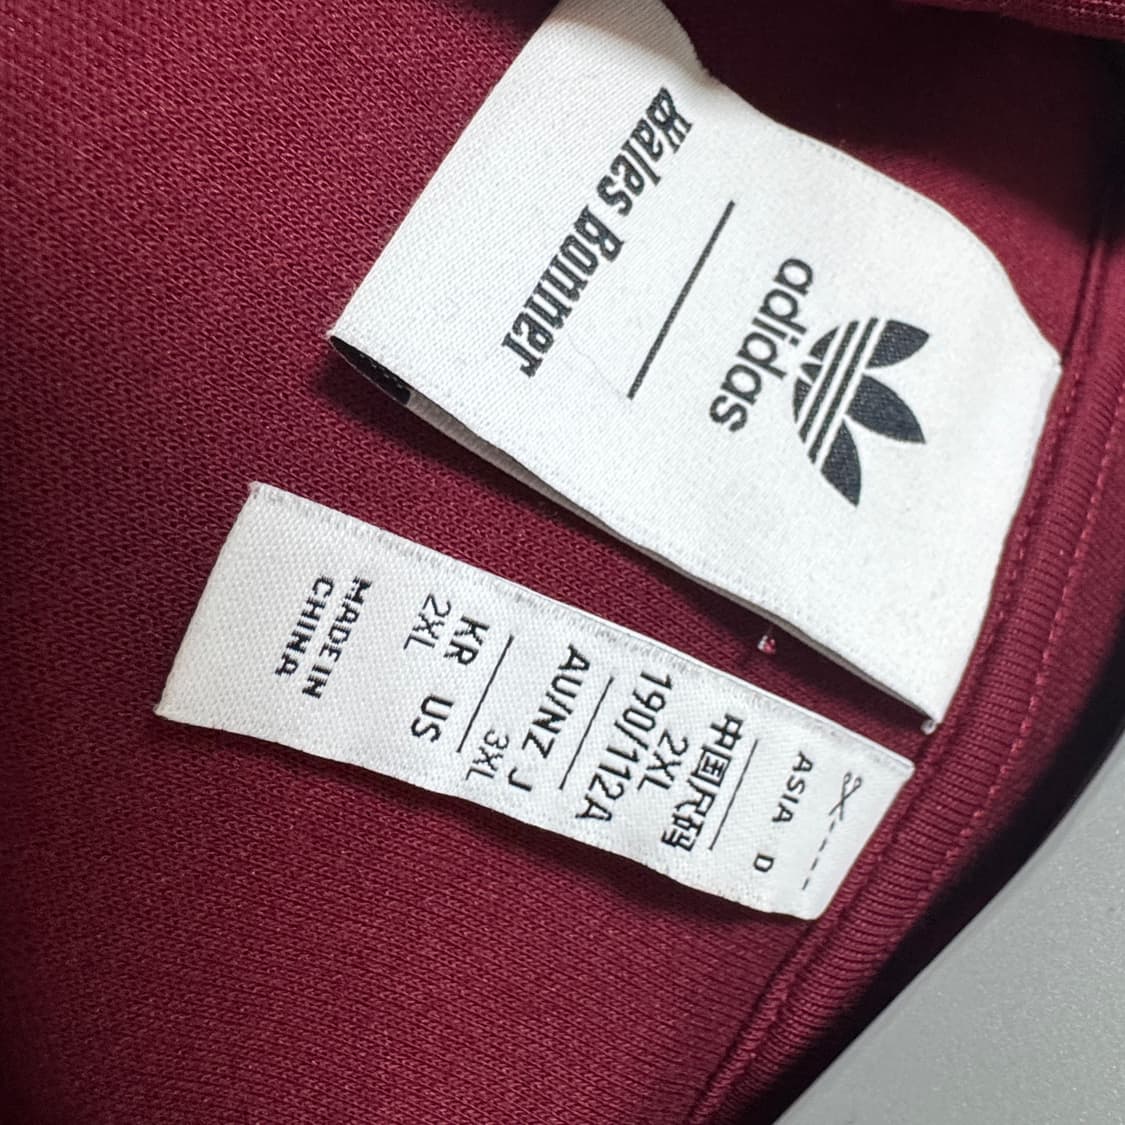 adidas
Wales Bonner
ASIA D
中国尺码
2XL
190/112A
AU/NZ J
3XL
KR US
2XL
MADE IN
CHINA